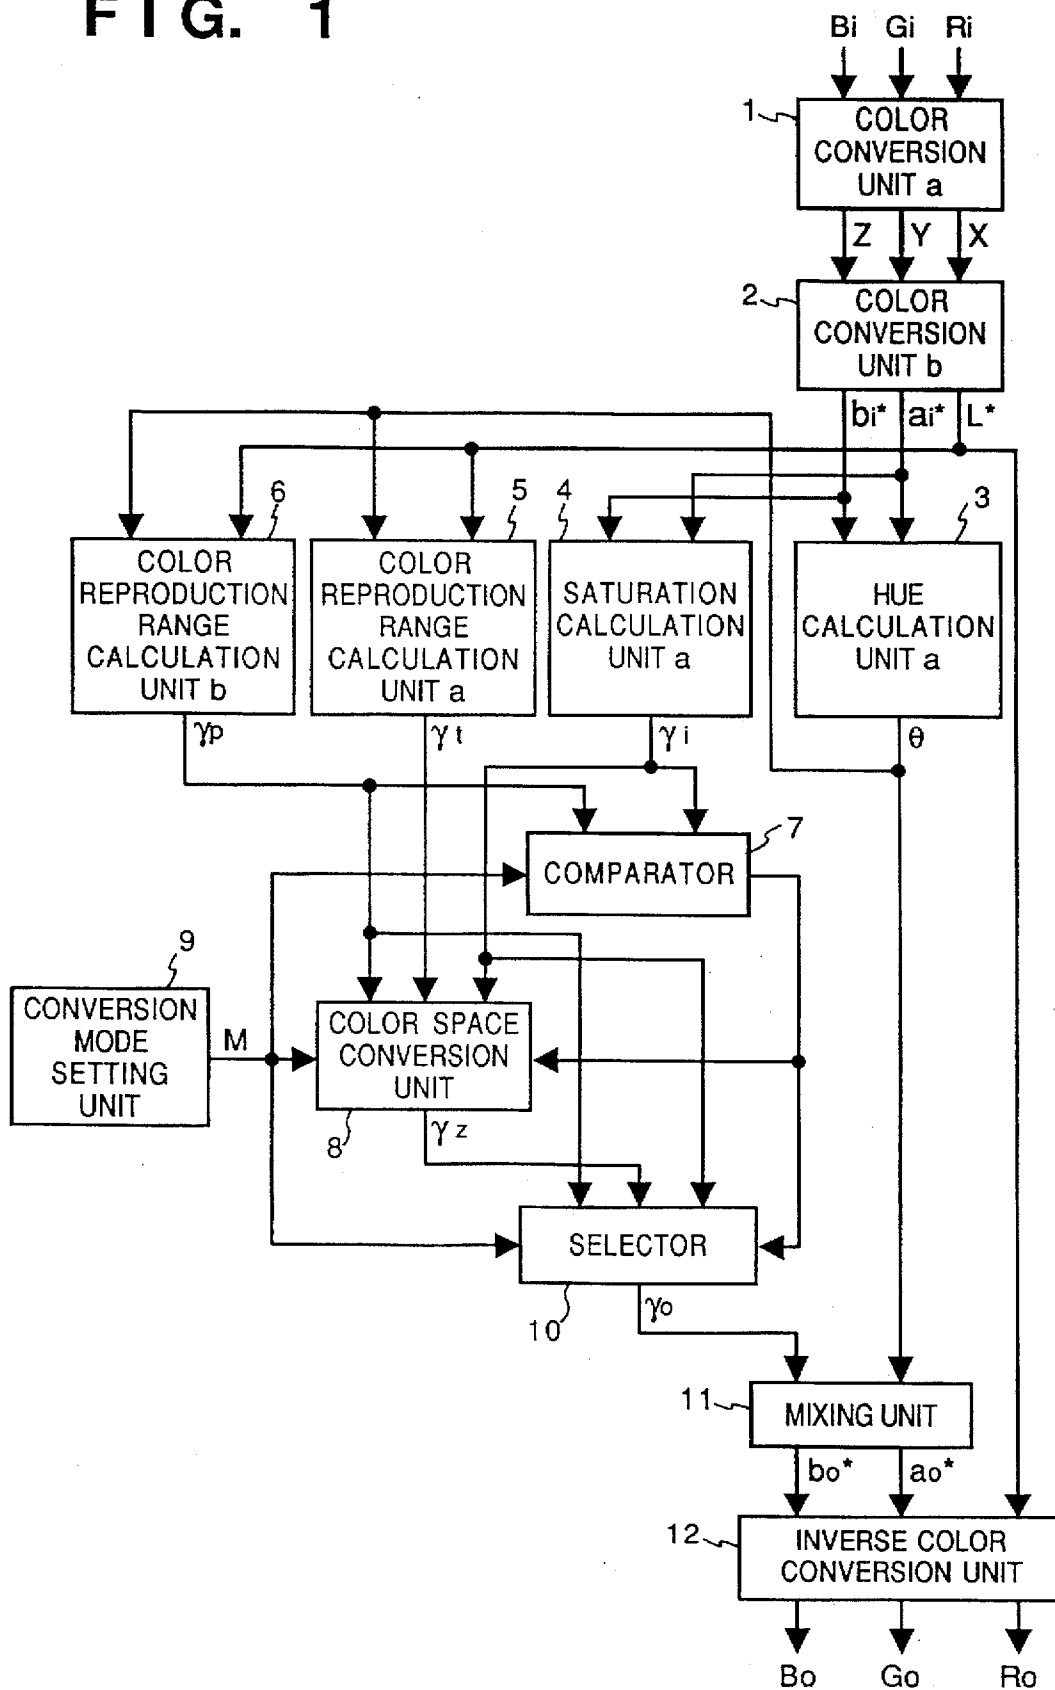 FIG. 1
Bi Gi Ri
1
COLOR
CONVERSION
UNIT a
Z Y X
2
COLOR
CONVERSION
UNIT b
bi* ai* L*
6
COLOR
REPRODUCTION
RANGE
CALCULATION
UNIT b
5
COLOR
REPRODUCTION
RANGE
CALCULATION
UNIT a
4
SATURATION
CALCULATION
UNIT a
3
HUE
CALCULATION
UNIT a
γp γt γi θ
7
COMPARATOR
9
CONVERSION
MODE
SETTING
UNIT
M
COLOR SPACE
CONVERSION
UNIT
8
γz
SELECTOR
10
γo
11
MIXING UNIT
bo* ao*
12
INVERSE COLOR
CONVERSION UNIT
Bo Go Ro